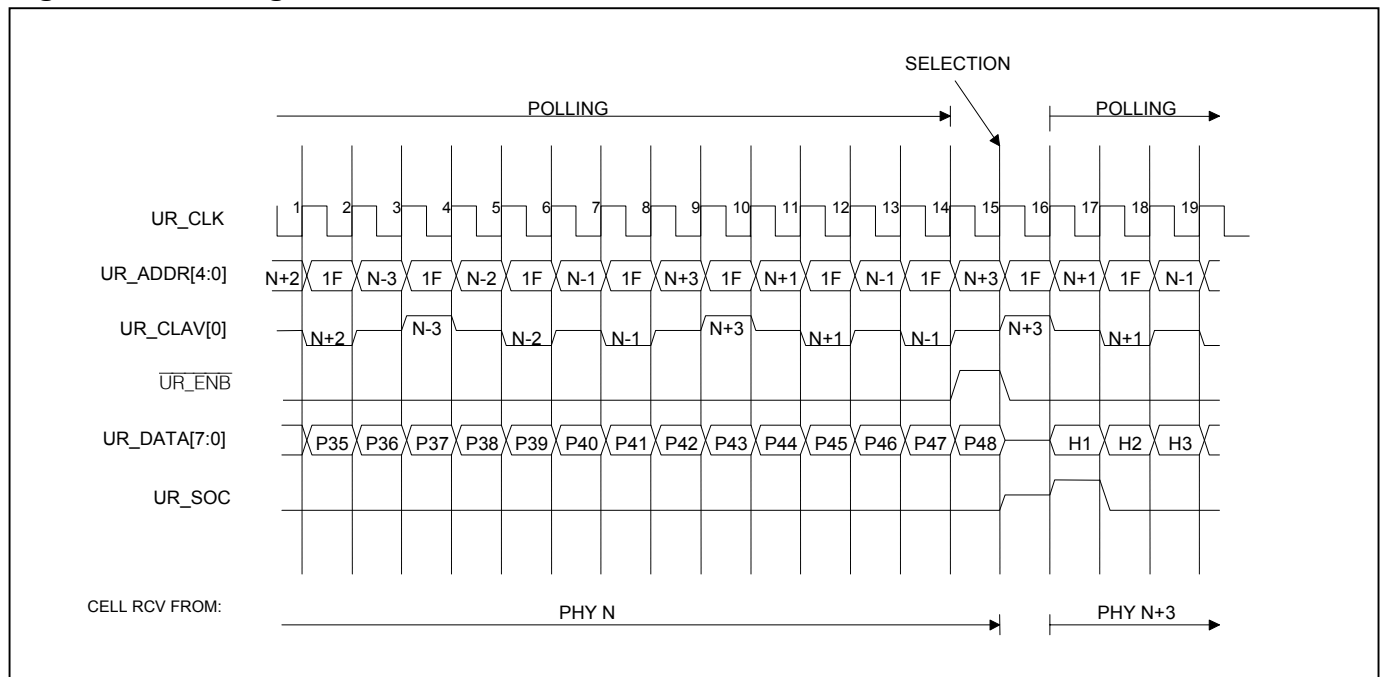 SELECTION
POLLING POLLING
UR_CLK 1 2 3 4 5 6 7 8 9 10 11 12 13 14 15 16 17 18 19
UR_ADDR[4:0] N+2 1F N-3 1F N-2 1F N-1 1F N+3 1F N+1 1F N-1 1F N+3 1F N+1 1F N-1
UR_CLAV[0] N+2 N-3 N-2 N-1 N+3 N+1 N-1 N+3 N+1
UR_ENB
UR_DATA[7:0] P35 P36 P37 P38 P39 P40 P41 P42 P43 P44 P45 P46 P47 P48 H1 H2 H3
UR_SOC
CELL RCV FROM: PHY N PHY N+3